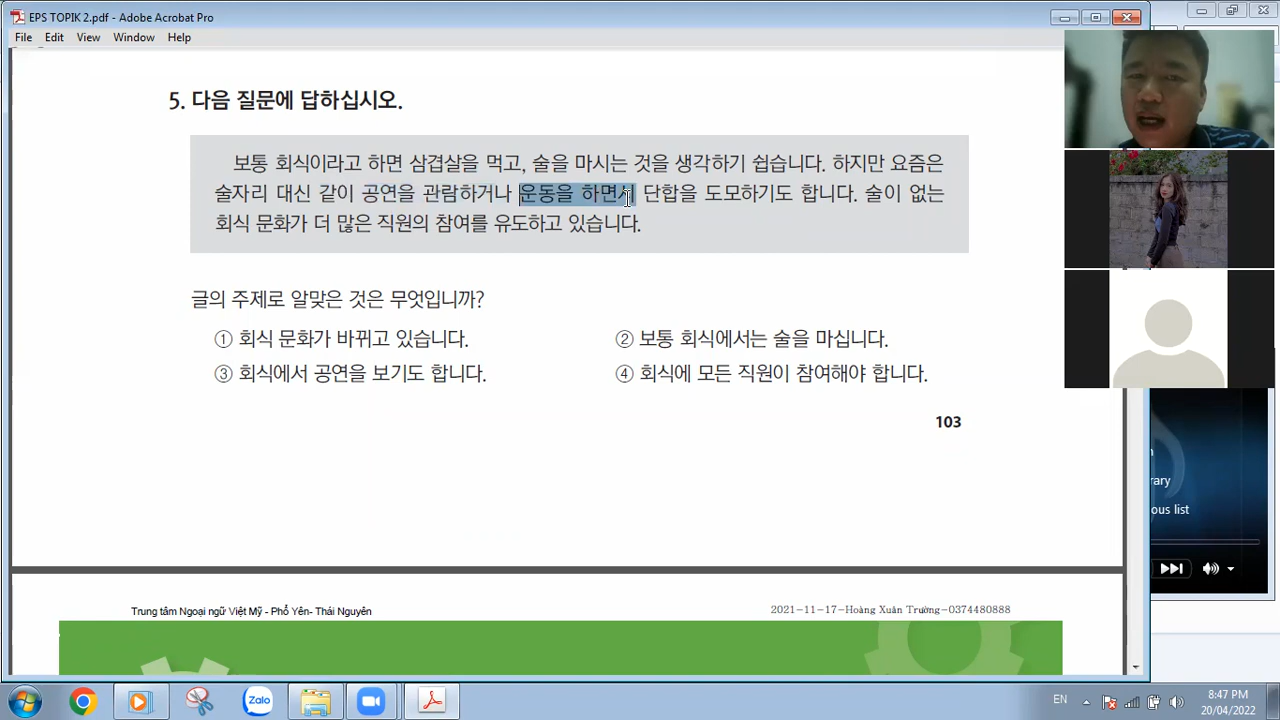 EPS TOPIK 2.pdf - Adobe Acrobat Pro
File Edit View Window Help
5. 다음 질문에 답하십시오.
보통 회식이라고 하면 삼겹살을 먹고, 술을 마시는 것을 생각하기 쉽습니다. 하지만 요즘은
술자리 대신 같이 공연을 관람하거나 운동을 하면서 단합을 도모하기도 합니다. 술이 없는
회식 문화가 더 많은 직원의 참여를 유도하고 있습니다.
글의 주제로 알맞은 것은 무엇입니까?
① 회식 문화가 바뀌고 있습니다. ② 보통 회식에서는 술을 마십니다.
③ 회식에서 공연을 보기도 합니다. ④ 회식에 모든 직원이 참여해야 합니다.
103
ous list
Trung tâm Ngoại ngữ Việt Mỹ - Phổ Yên- Thái Nguyên 2021-11-17-Hoàng Xuân Trường-0374480888
Zalo
EN
8:47 PM
20/04/2022